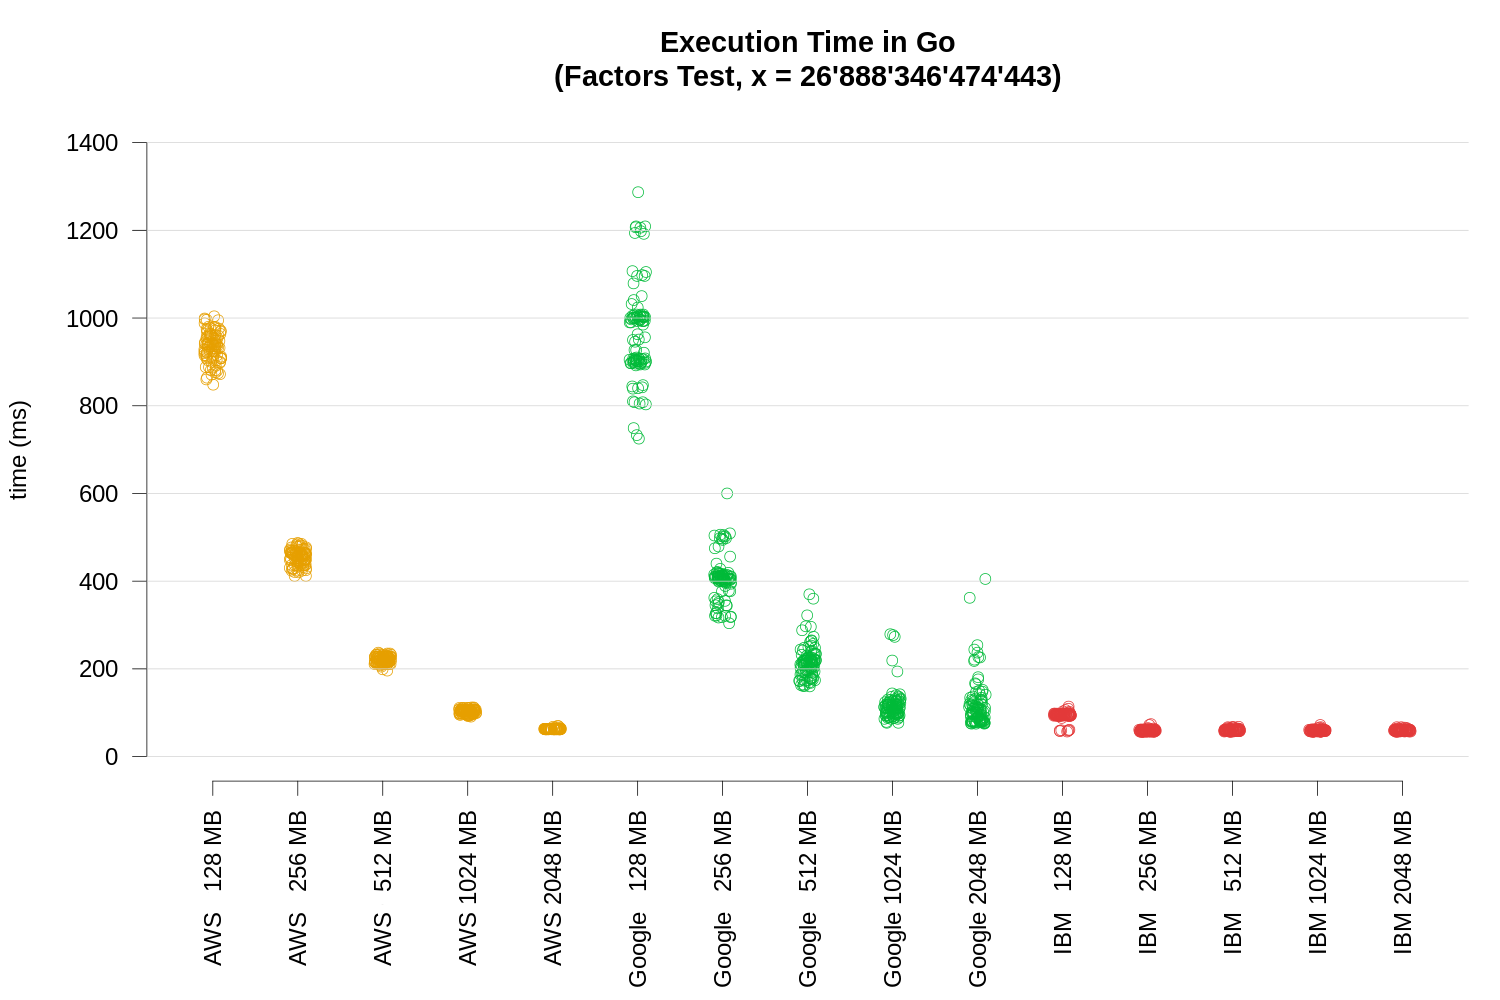 Execution Time in Go
(Factors Test, x = 26'888'346'474'443)
time (ms)
1400
1200
1000
800
600
400
200
0
AWS 128 MB
AWS 256 MB
AWS 512 MB
AWS 1024 MB
AWS 2048 MB
Google 128 MB
Google 256 MB
Google 512 MB
Google 1024 MB
Google 2048 MB
IBM 128 MB
IBM 256 MB
IBM 512 MB
IBM 1024 MB
IBM 2048 MB